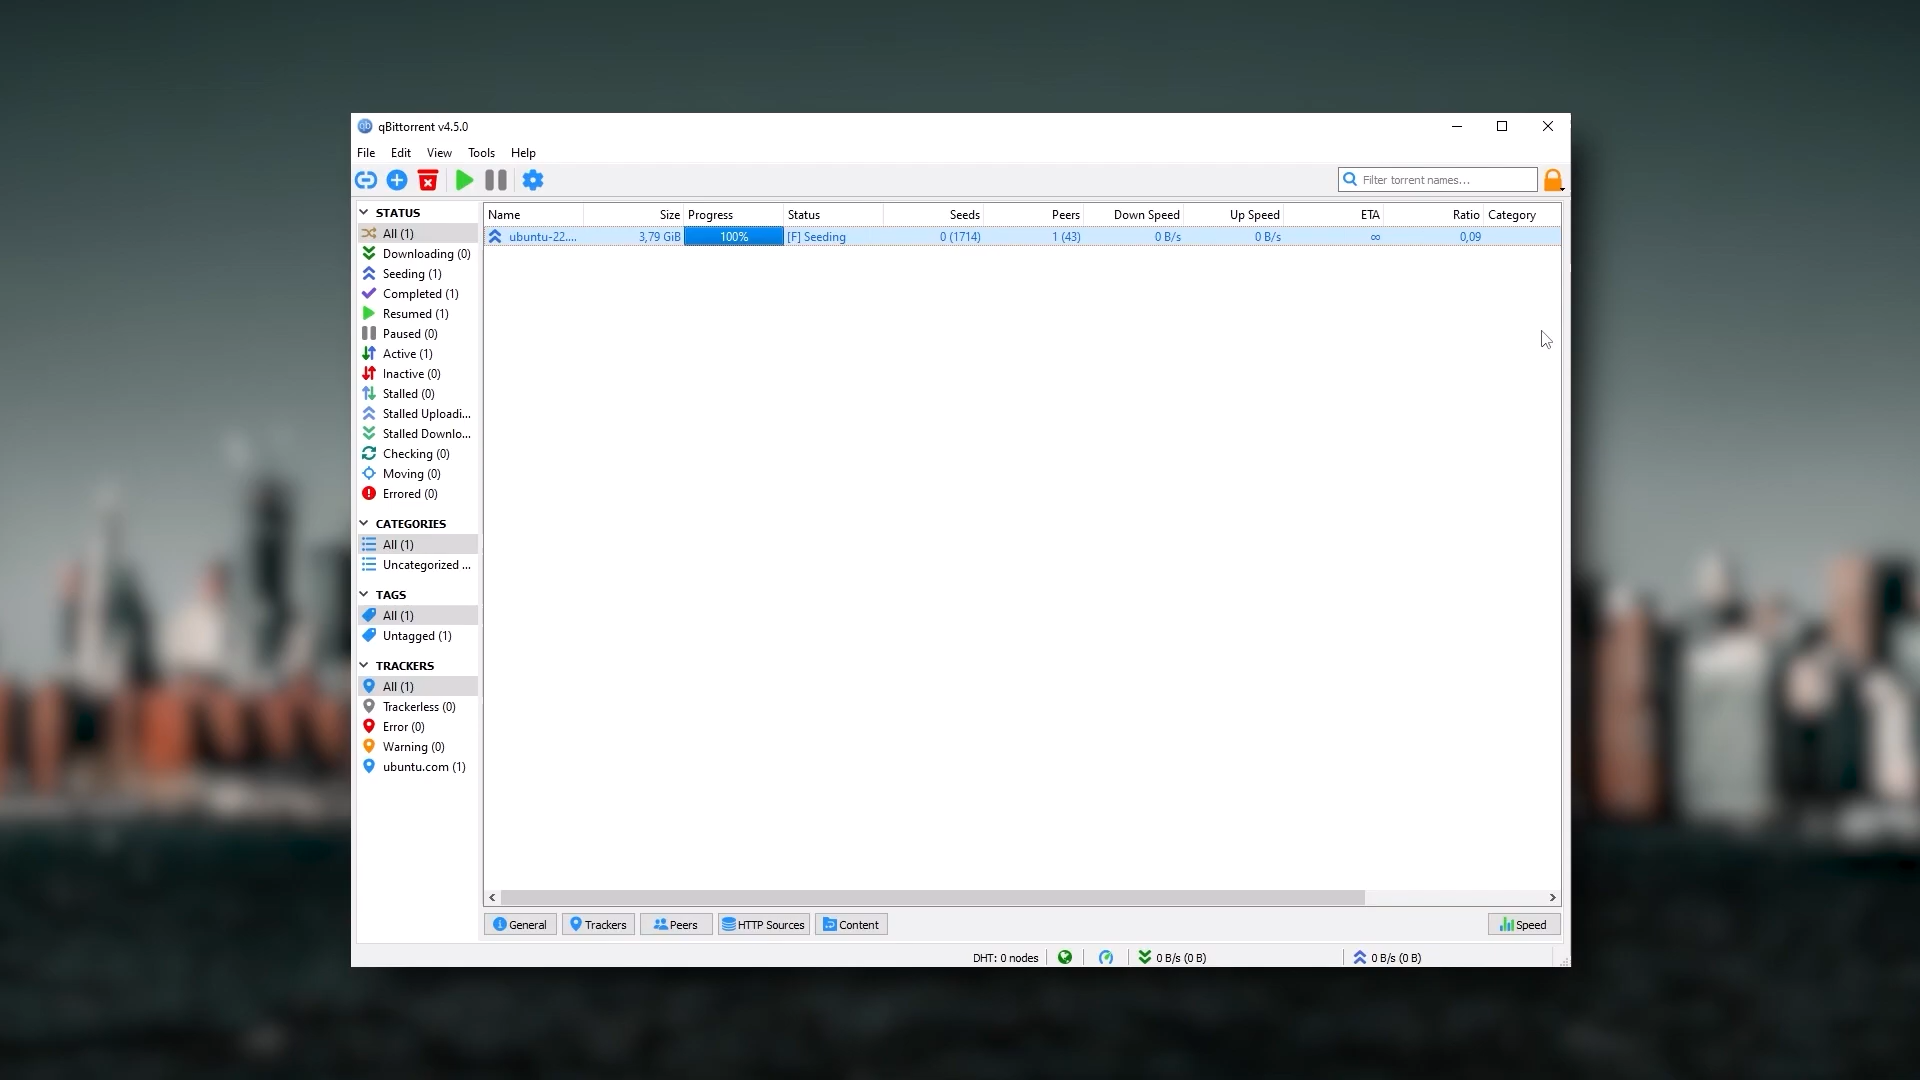 qBittorrent v4.5.0
File Edit View Tools Help
Filter torrent names...
STATUS
All (1)
Downloading (0)
Seeding (1)
Completed (1)
Resumed (1)
Paused (0)
Active (1)
Inactive (0)
Stalled (0)
Stalled Uploadi...
Stalled Downlo...
Checking (0)
Moving (0)
Errored (0)
CATEGORIES
All (1)
Uncategorized ...
TAGS
All (1)
Untagged (1)
TRACKERS
All (1)
Trackerless (0)
Error (0)
Warning (0)
ubuntu.com (1)
Name Size Progress Status Seeds Peers Down Speed Up Speed ETA Ratio Category
ubuntu-22.... 3,79 GiB 100% [F] Seeding 0 (1714) 1 (43) 0 B/s 0 B/s ∞ 0,09
General Trackers Peers HTTP Sources Content Speed
DHT: 0 nodes 0 B/s (0 B) 0 B/s (0 B)